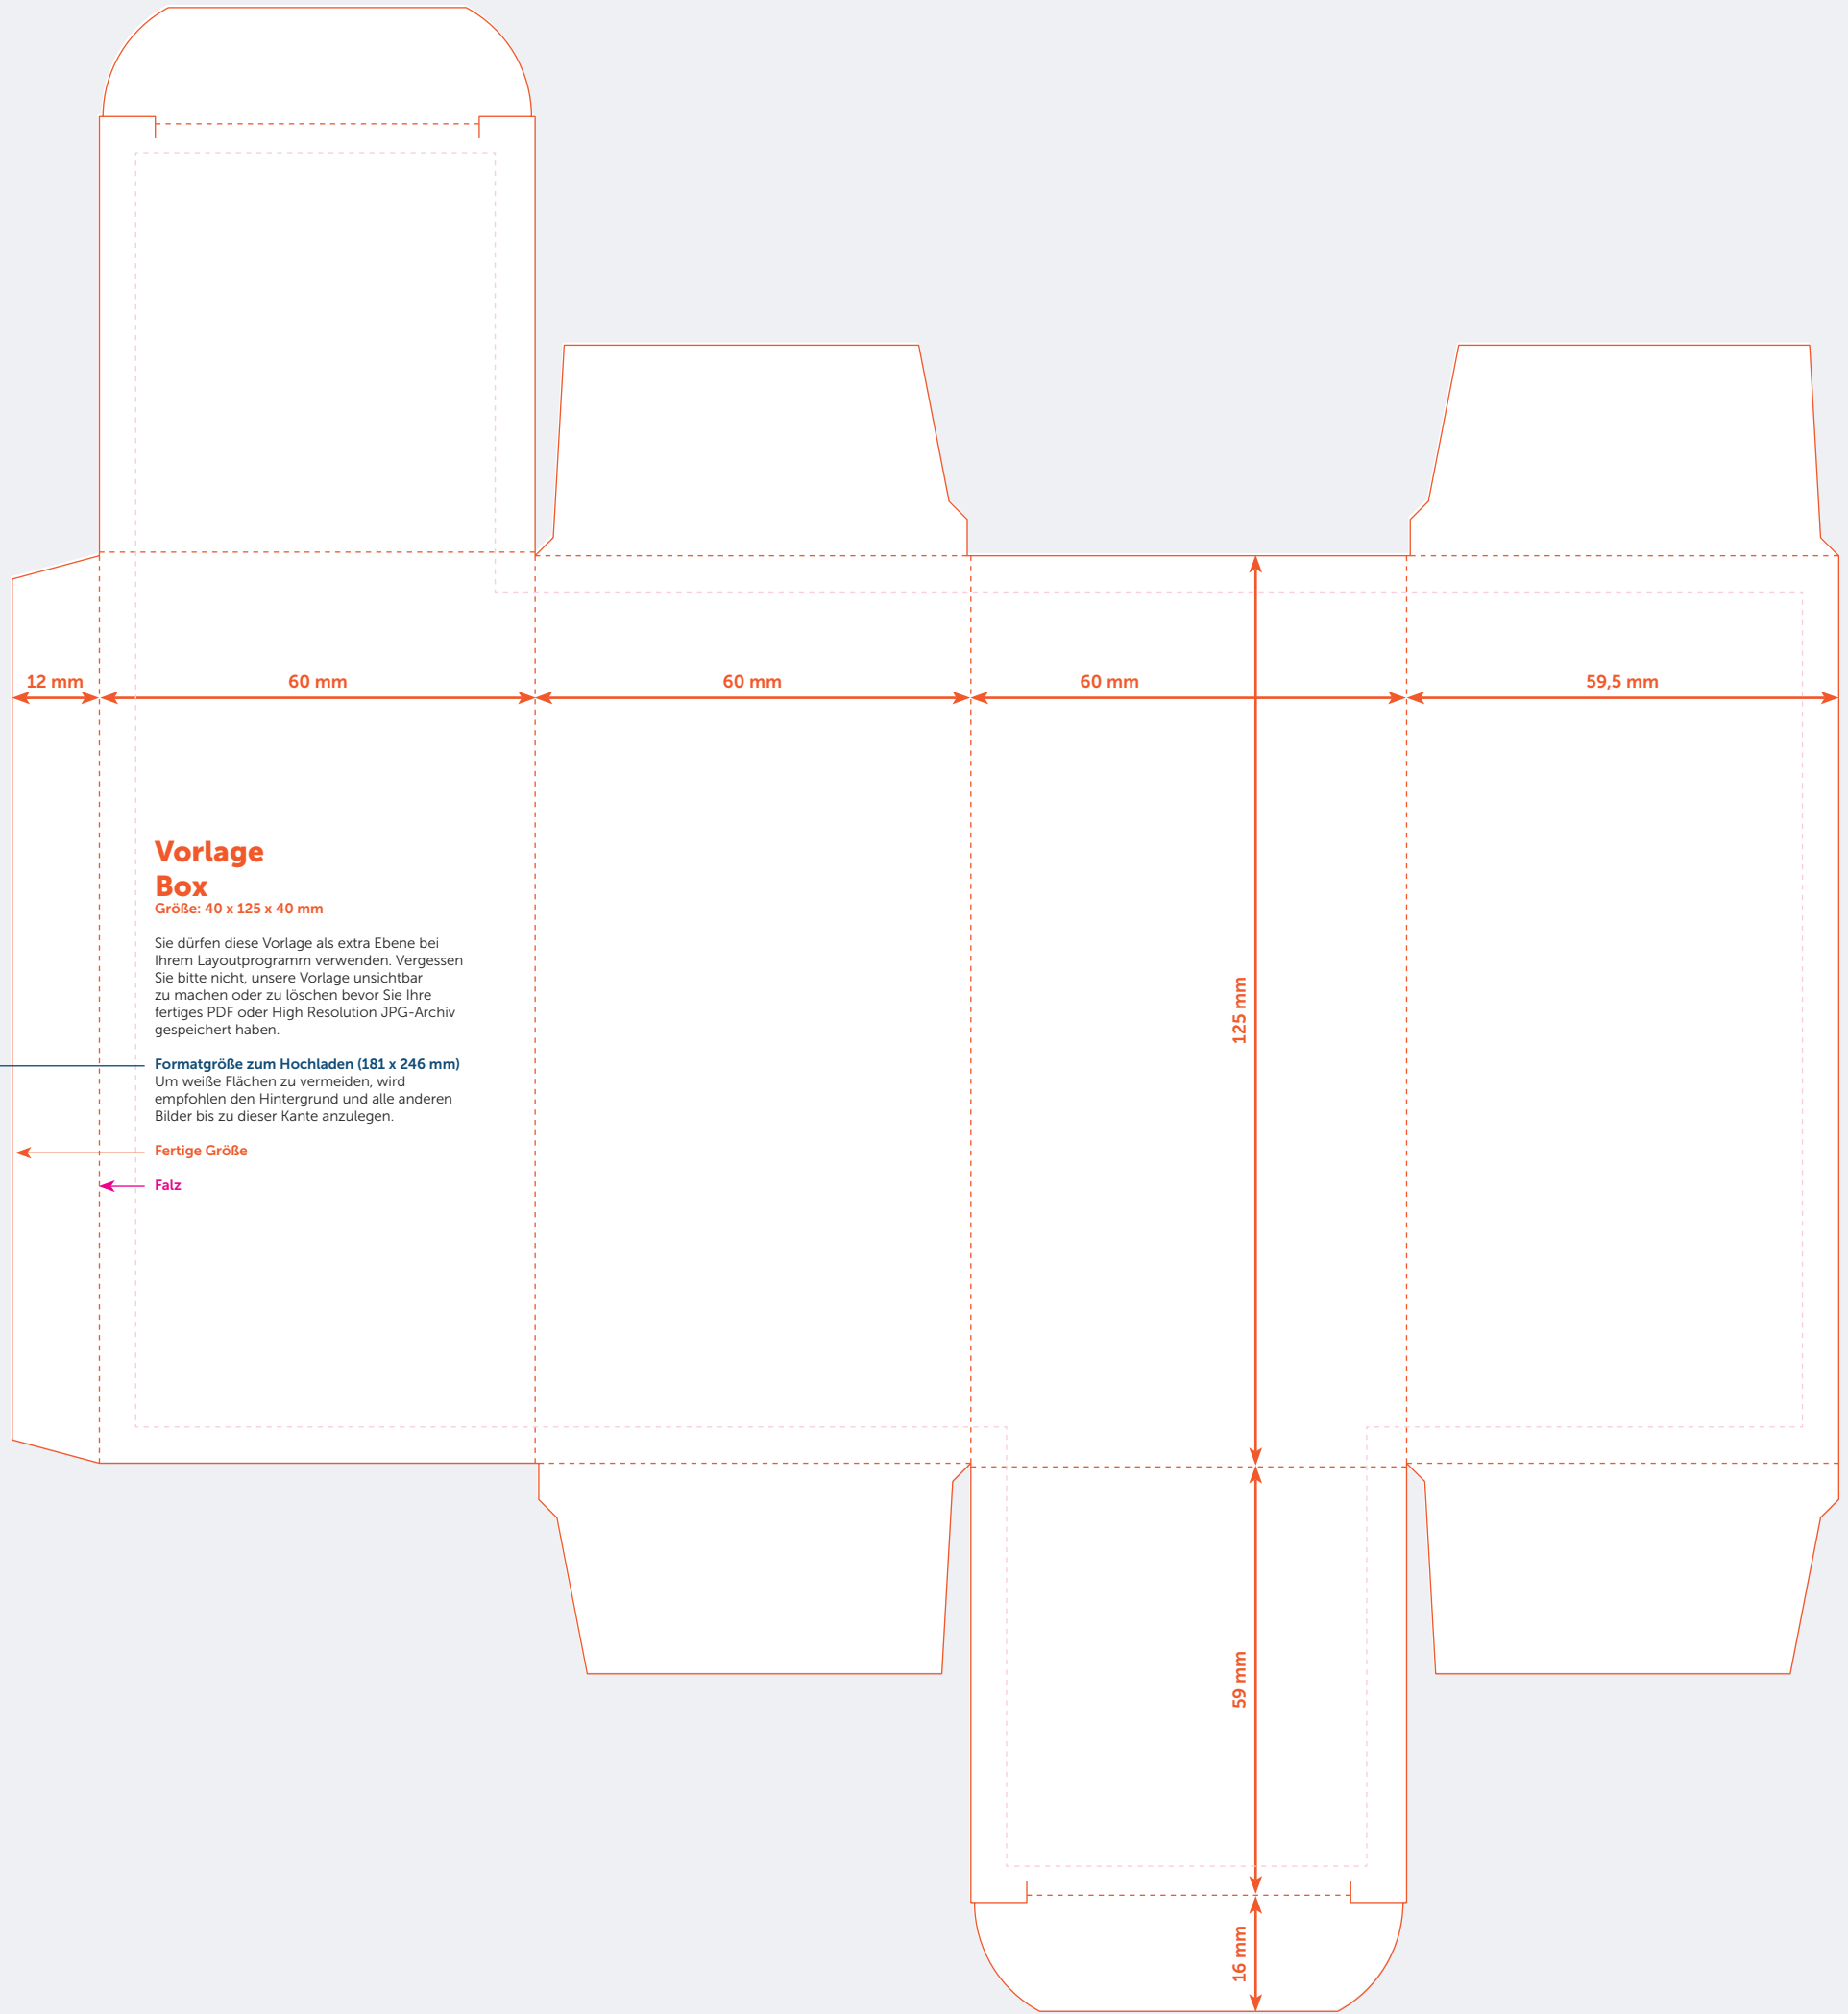 12 mm
60 mm
60 mm
60 mm
59,5 mm
Vorlage
Box
Größe: 40 x 125 x 40 mm
Sie dürfen diese Vorlage als extra Ebene bei
Ihrem Layoutprogramm verwenden. Vergessen
Sie bitte nicht, unsere Vorlage unsichtbar
zu machen oder zu löschen bevor Sie Ihre
fertiges PDF oder High Resolution JPG-Archiv
gespeichert haben.
Formatgröße zum Hochladen (181 x 246 mm)
Um weiße Flächen zu vermeiden, wird
empfohlen den Hintergrund und alle anderen
Bilder bis zu dieser Kante anzulegen.
Fertige Größe
Falz
125 mm
59 mm
16 mm